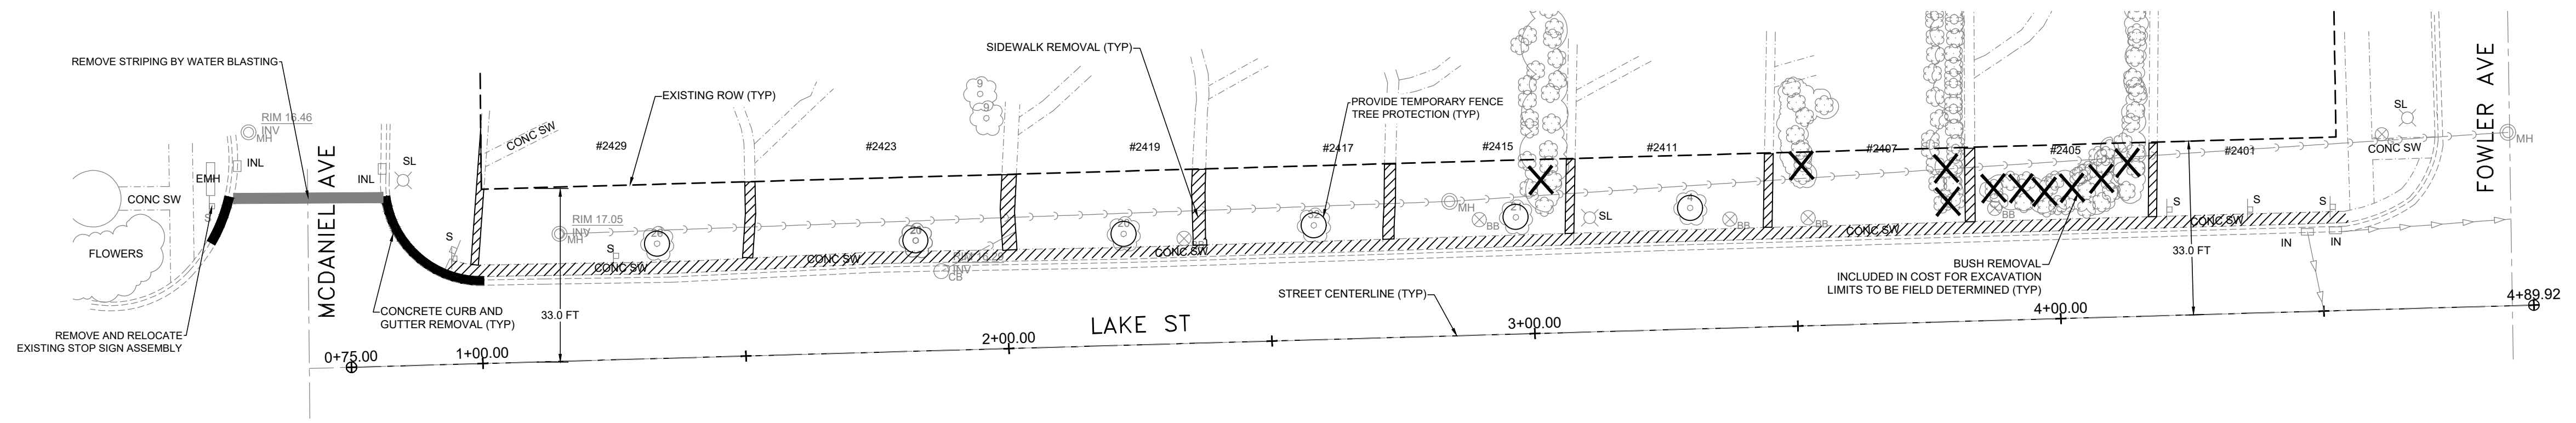 REMOVE STRIPING BY WATER BLASTING
RIM 16.46
INV
MH
INL
EMH
CONC SW
S
FLOWERS
REMOVE AND RELOCATE
EXISTING STOP SIGN ASSEMBLY
MCDANIEL AVE
INL
SL
CONCRETE CURB AND
GUTTER REMOVAL (TYP)
S
CONC SW
EXISTING ROW (TYP)
#2429
#2423
#2419
#2417
#2415
#2411
#2407
#2405
#2401
9
9
SIDEWALK REMOVAL (TYP)
PROVIDE TEMPORARY FENCE
TREE PROTECTION (TYP)
RIM 17.05
INV
MH
S
CONC SW
33.0 FT
CONC SW
INV
CB
CONC SW
MH
BB
21
SL
4
BB
BB
CONC SW
BB
BUSH REMOVAL
INCLUDED IN COST FOR EXCAVATION
LIMITS TO BE FIELD DETERMINED (TYP)
S
S
S
CONC SW
33.0 FT
IN
IN
SL
CONC SW
MH
FOWLER AVE
STREET CENTERLINE (TYP)
LAKE ST
0+75.00
1+00.00
2+00.00
3+00.00
4+00.00
4+89.92